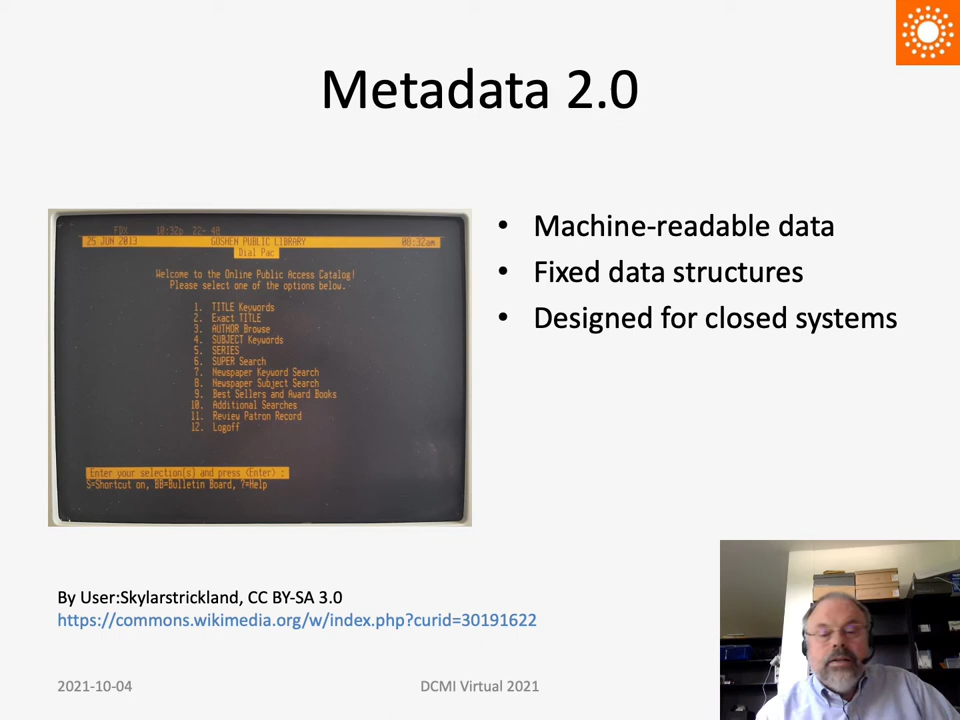 Metadata 2.0
FDX 10:32p 22- 48
25 JUN 2013 GOSHEN PUBLIC LIBRARY 08:32am
Dial Pac
Welcome to the Online Public Access Catalog!
Please select one of the options below.
1. TITLE Keywords
2. Exact TITLE
3. AUTHOR Browse
4. SUBJECT Keywords
5. SERIES
6. SUPER Search
7. Newspaper Keyword Search
8. Newspaper Subject Search
9. Best Sellers and Award Books
10. Additional Searches
11. Review Patron Record
12. Logoff
Enter your selection(s) and press <Enter> :
S=Shortcut on, BB=Bulletin Board, ?=Help
• Machine-readable data
• Fixed data structures
• Designed for closed systems
By User:Skylarstrickland, CC BY-SA 3.0
https://commons.wikimedia.org/w/index.php?curid=30191622
2021-10-04 DCMI Virtual 2021